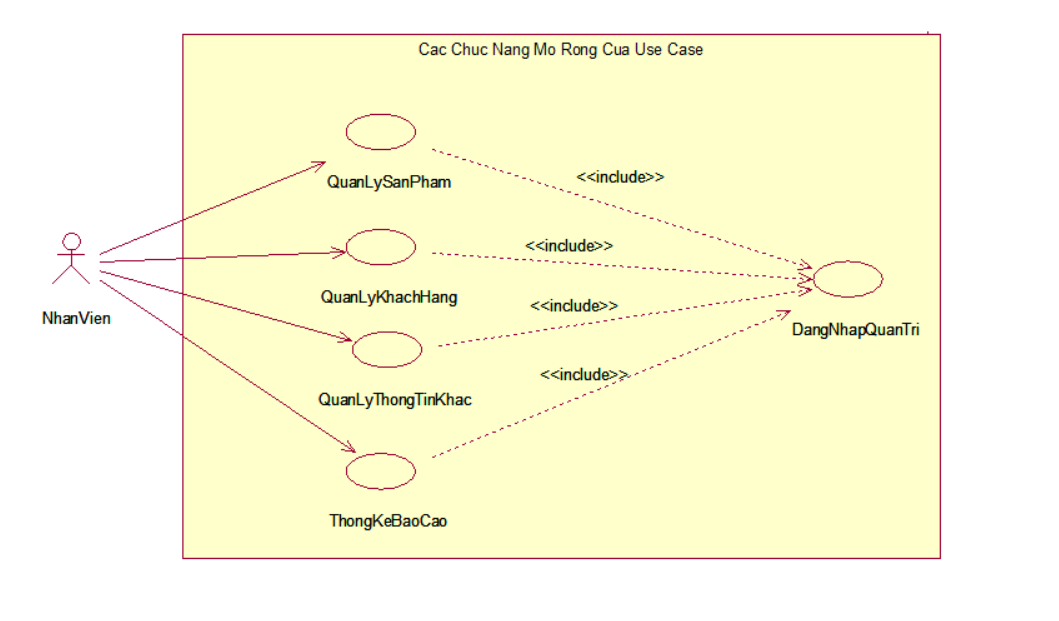 Cac Chuc Nang Mo Rong Cua Use Case
QuanLySanPham
<<include>>
<<include>>
QuanLyKhachHang
<<include>>
NhanVien
DangNhapQuanTri
<<include>>
QuanLyThongTinKhac
ThongKeBaoCao